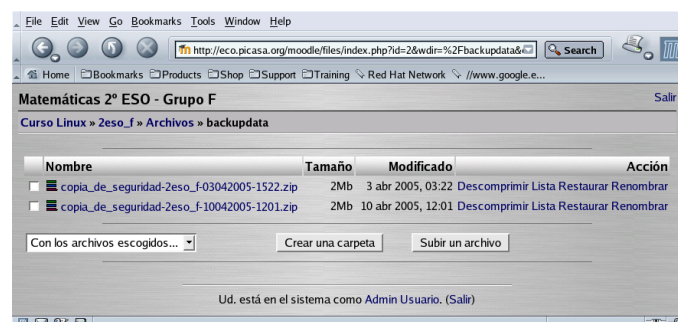 File Edit View Go Bookmarks Tools Window Help
http://eco.picasa.org/moodle/files/index.php?id=2&wdir=%2Fbackupdata& Search
Home Bookmarks Products Shop Support Training Red Hat Network //www.google.e...
Matemáticas 2º ESO - Grupo F Salir
Curso Linux » 2eso_f » Archivos » backupdata
Nombre Tamaño Modificado Acción
copia_de_seguridad-2eso_f-03042005-1522.zip 2Mb 3 abr 2005, 03:22 Descomprimir Lista Restaurar Renombrar
copia_de_seguridad-2eso_f-10042005-1201.zip 2Mb 10 abr 2005, 12:01 Descomprimir Lista Restaurar Renombrar
Con los archivos escogidos... Crear una carpeta Subir un archivo
Ud. está en el sistema como Admin Usuario. (Salir)